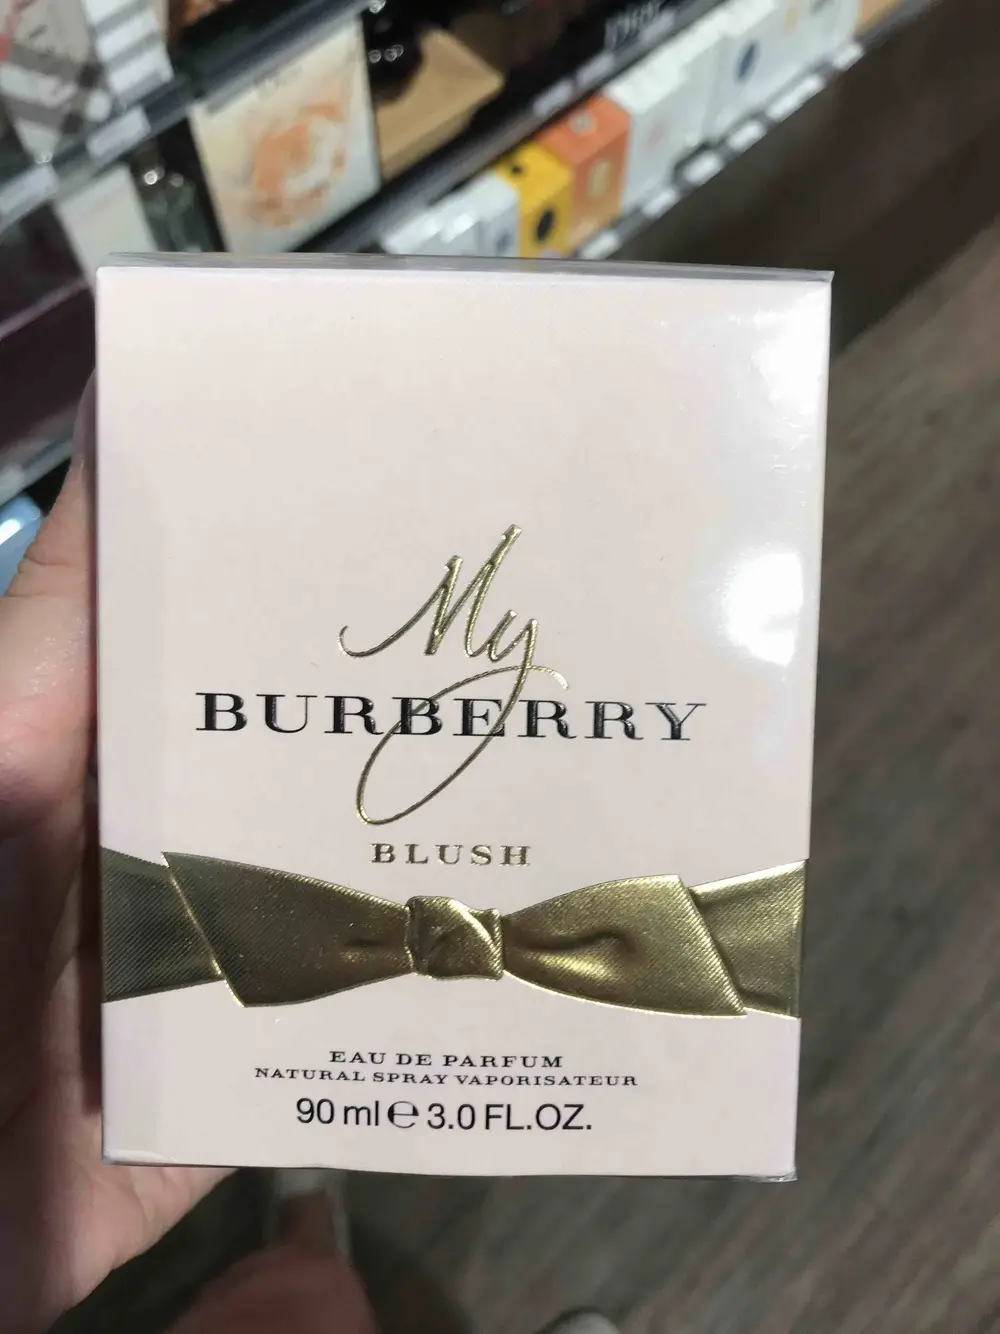 My
BURBERRY
BLUSH
EAU DE PARFUM
NATURAL SPRAY VAPORISATEUR
90 ml ℮ 3.0 FL.OZ.